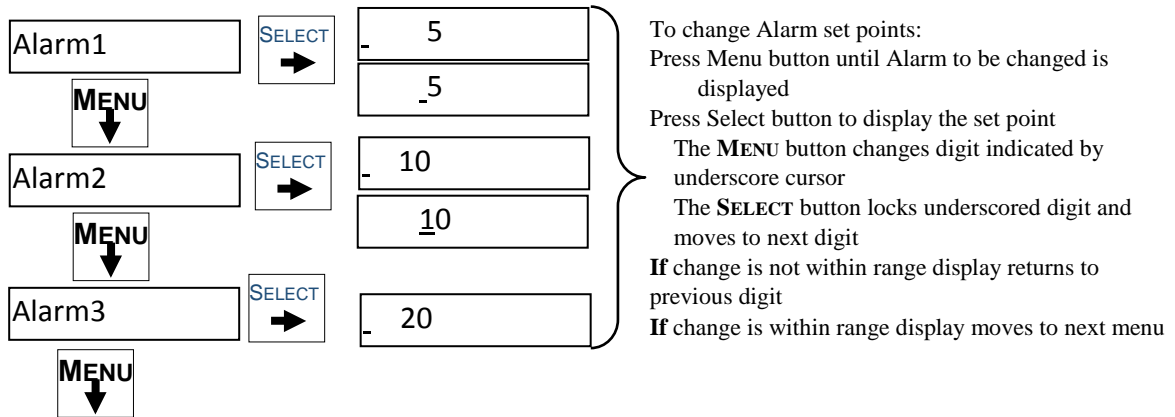 Alarm1
SELECT
_ 5
_5
MENU
Alarm2
SELECT
_ 10
10
MENU
Alarm3
SELECT
_ 20
MENU
To change Alarm set points:
Press Menu button until Alarm to be changed is
displayed
Press Select button to display the set point
The MENU button changes digit indicated by
underscore cursor
The SELECT button locks underscored digit and
moves to next digit
If change is not within range display returns to
previous digit
If change is within range display moves to next menu